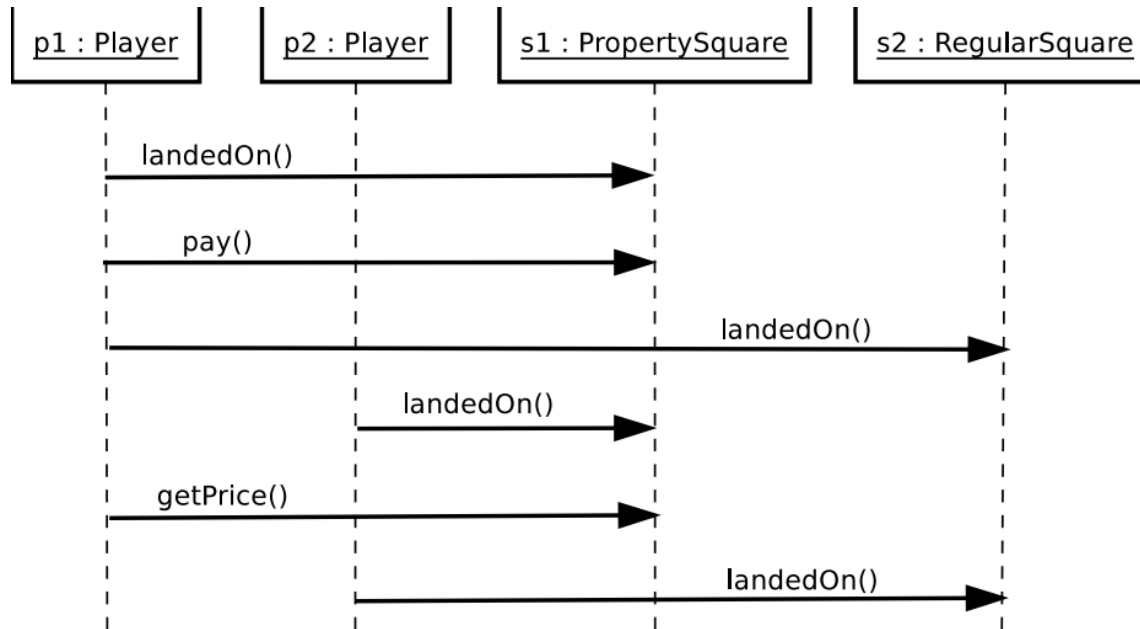 p1 : Player
p2 : Player
s1 : PropertySquare
s2 : RegularSquare
landedOn()
pay()
landedOn()
landedOn()
getPrice()
landedOn()